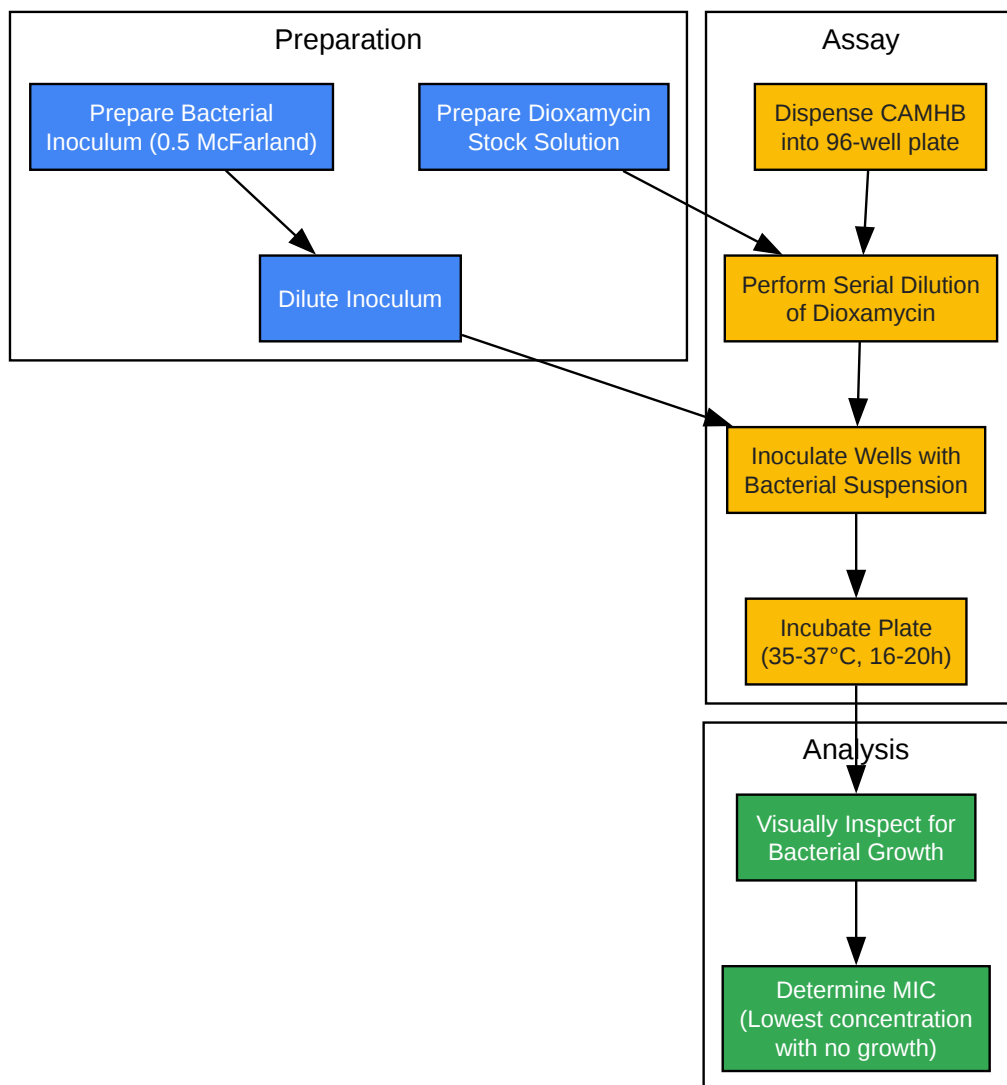 Preparation
Prepare Bacterial
Inoculum (0.5 McFarland)
Prepare Dioxamycin
Stock Solution
Dilute Inoculum
Assay
Dispense CAMHB
into 96-well plate
Perform Serial Dilution
of Dioxamycin
Inoculate Wells with
Bacterial Suspension
Incubate Plate
(35-37°C, 16-20h)
Analysis
Visually Inspect for
Bacterial Growth
Determine MIC
(Lowest concentration
with no growth)